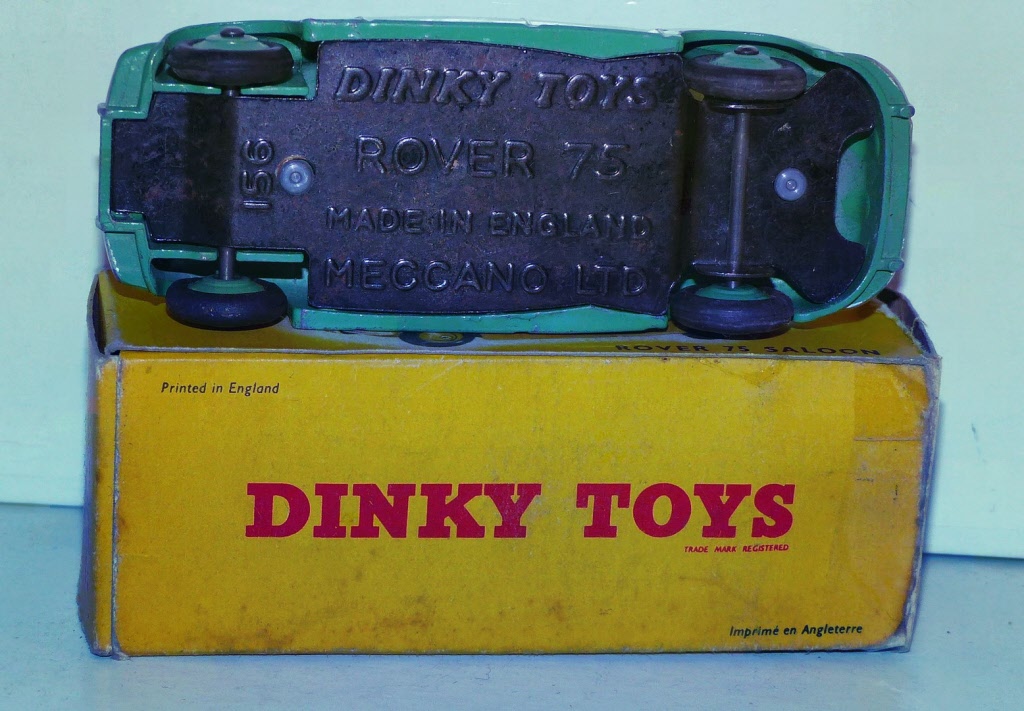 DINKY TOYS
156
ROVER 75
MADE IN ENGLAND
MECCANO LTD
ROVER 75 SALOON
Printed in England
DINKY TOYS
TRADE MARK REGISTERED
Imprimé en Angleterre